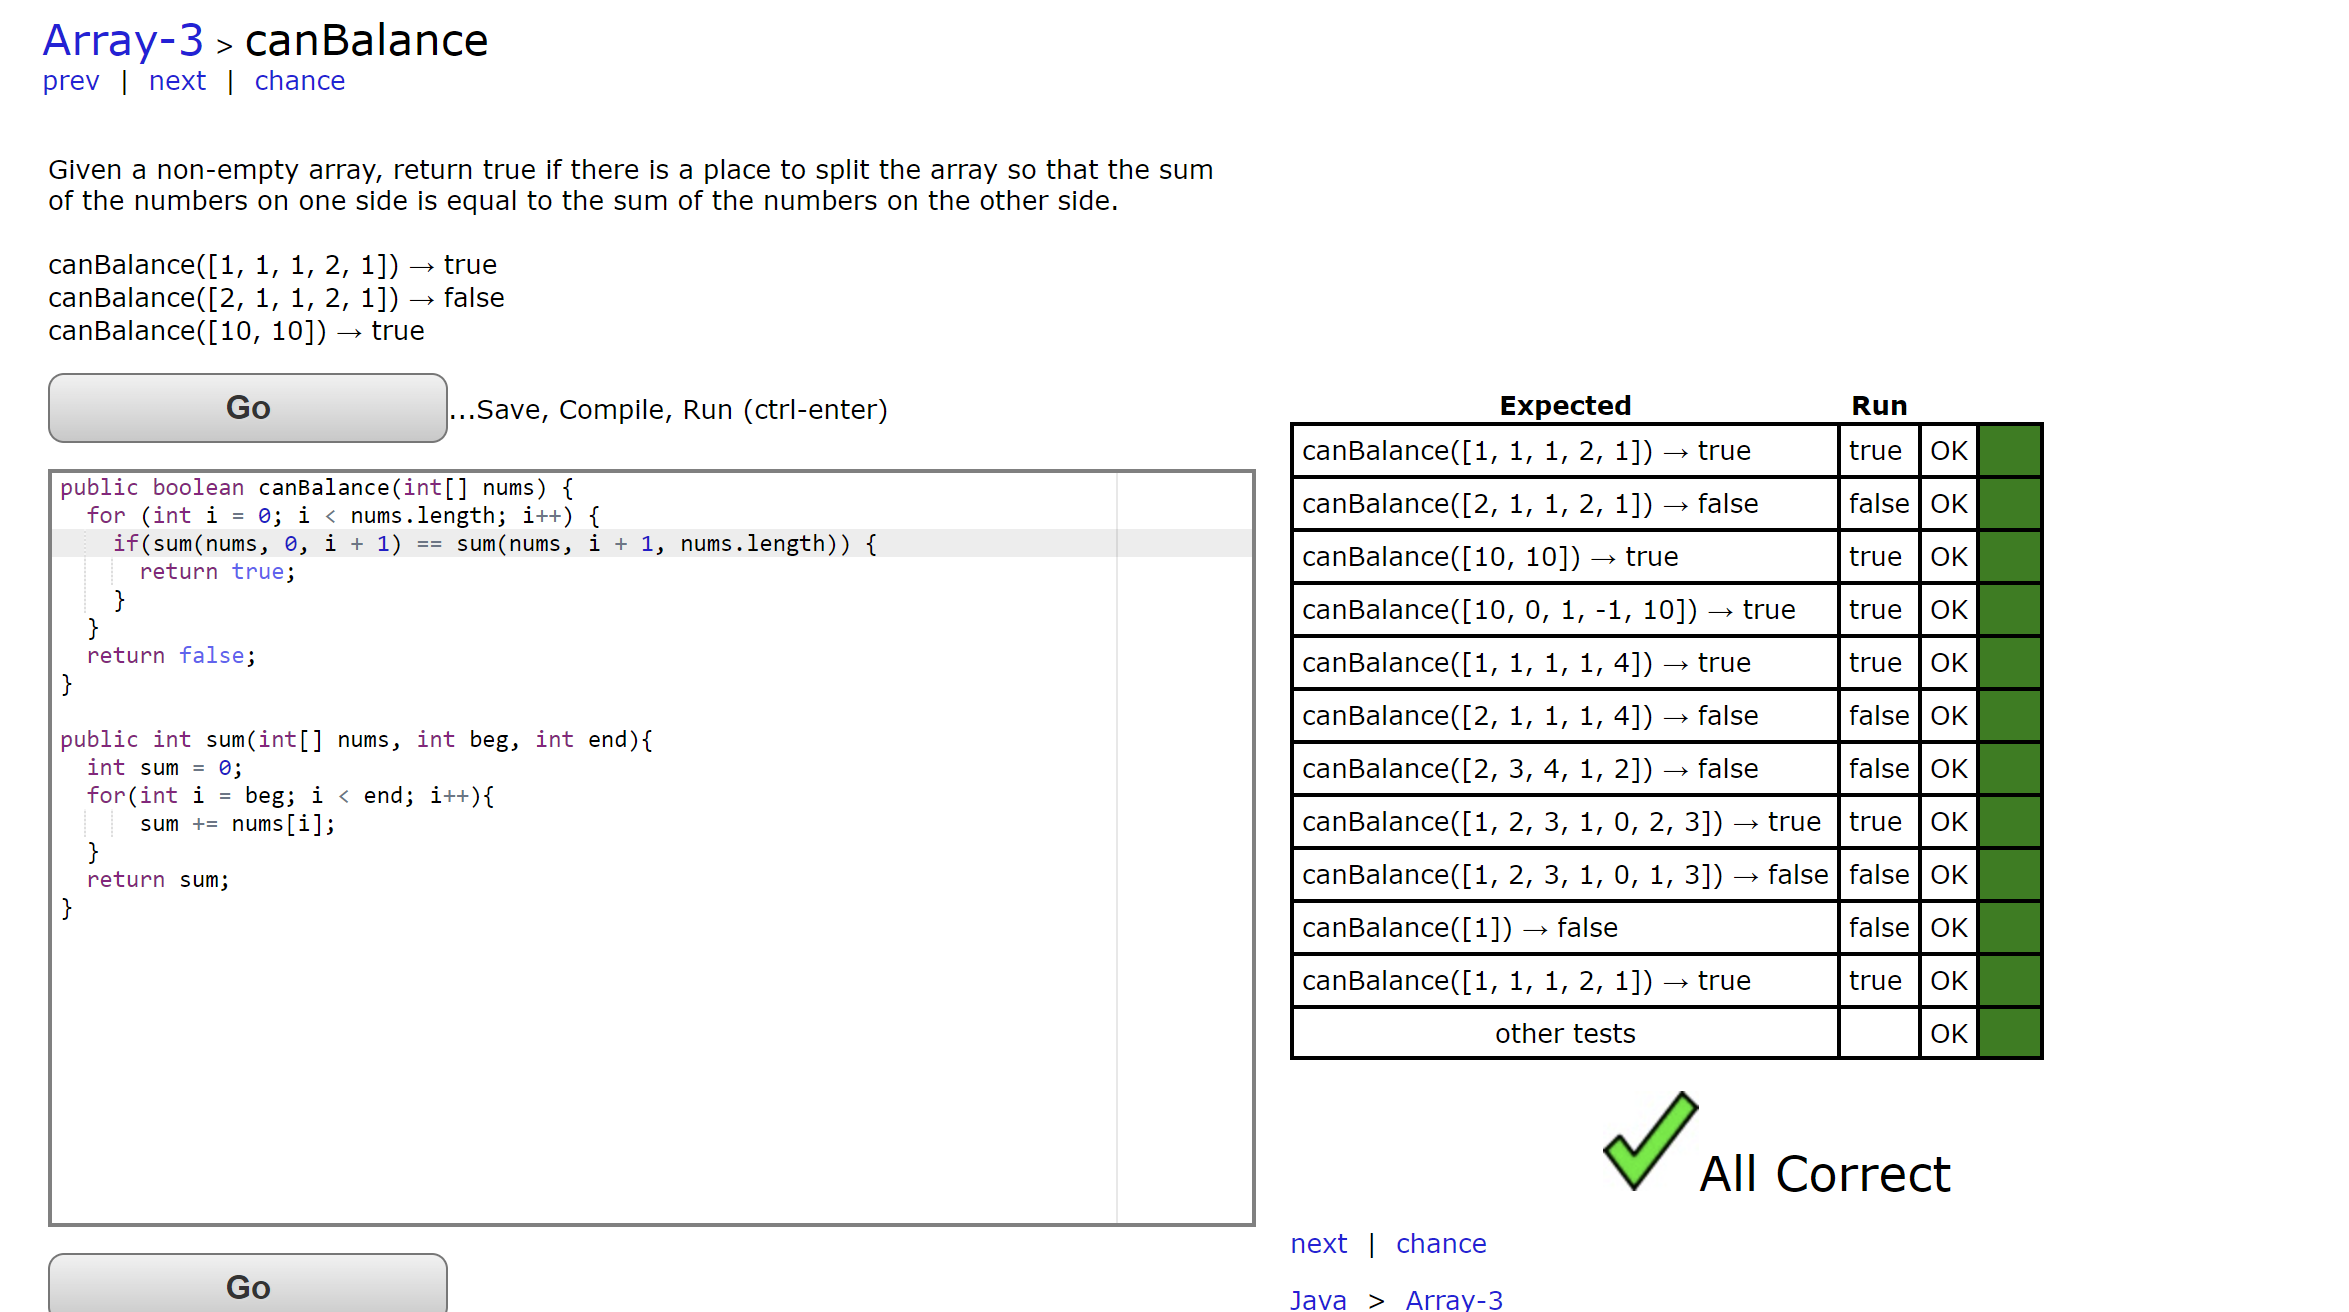 Array-3 > canBalance
prev | next | chance
Given a non-empty array, return true if there is a place to split the array so that the sum
of the numbers on one side is equal to the sum of the numbers on the other side.
canBalance([1, 1, 1, 2, 1]) → true
canBalance([2, 1, 1, 2, 1]) → false
canBalance([10, 10]) → true
Go ...Save, Compile, Run (ctrl-enter)
public boolean canBalance(int[] nums) {
  for (int i = 0; i < nums.length; i++) {
    if(sum(nums, 0, i + 1) == sum(nums, i + 1, nums.length)) {
      return true;
    }
  }
  return false;
}
public int sum(int[] nums, int beg, int end){
  int sum = 0;
  for(int i = beg; i < end; i++){
      sum += nums[i];
  }
  return sum;
}
Go
Expected Run
canBalance([1, 1, 1, 2, 1]) → true true OK
canBalance([2, 1, 1, 2, 1]) → false false OK
canBalance([10, 10]) → true true OK
canBalance([10, 0, 1, -1, 10]) → true true OK
canBalance([1, 1, 1, 1, 4]) → true true OK
canBalance([2, 1, 1, 1, 4]) → false false OK
canBalance([2, 3, 4, 1, 2]) → false false OK
canBalance([1, 2, 3, 1, 0, 2, 3]) → true true OK
canBalance([1, 2, 3, 1, 0, 1, 3]) → false false OK
canBalance([1]) → false false OK
canBalance([1, 1, 1, 2, 1]) → true true OK
other tests OK
All Correct
next | chance
Java > Array-3